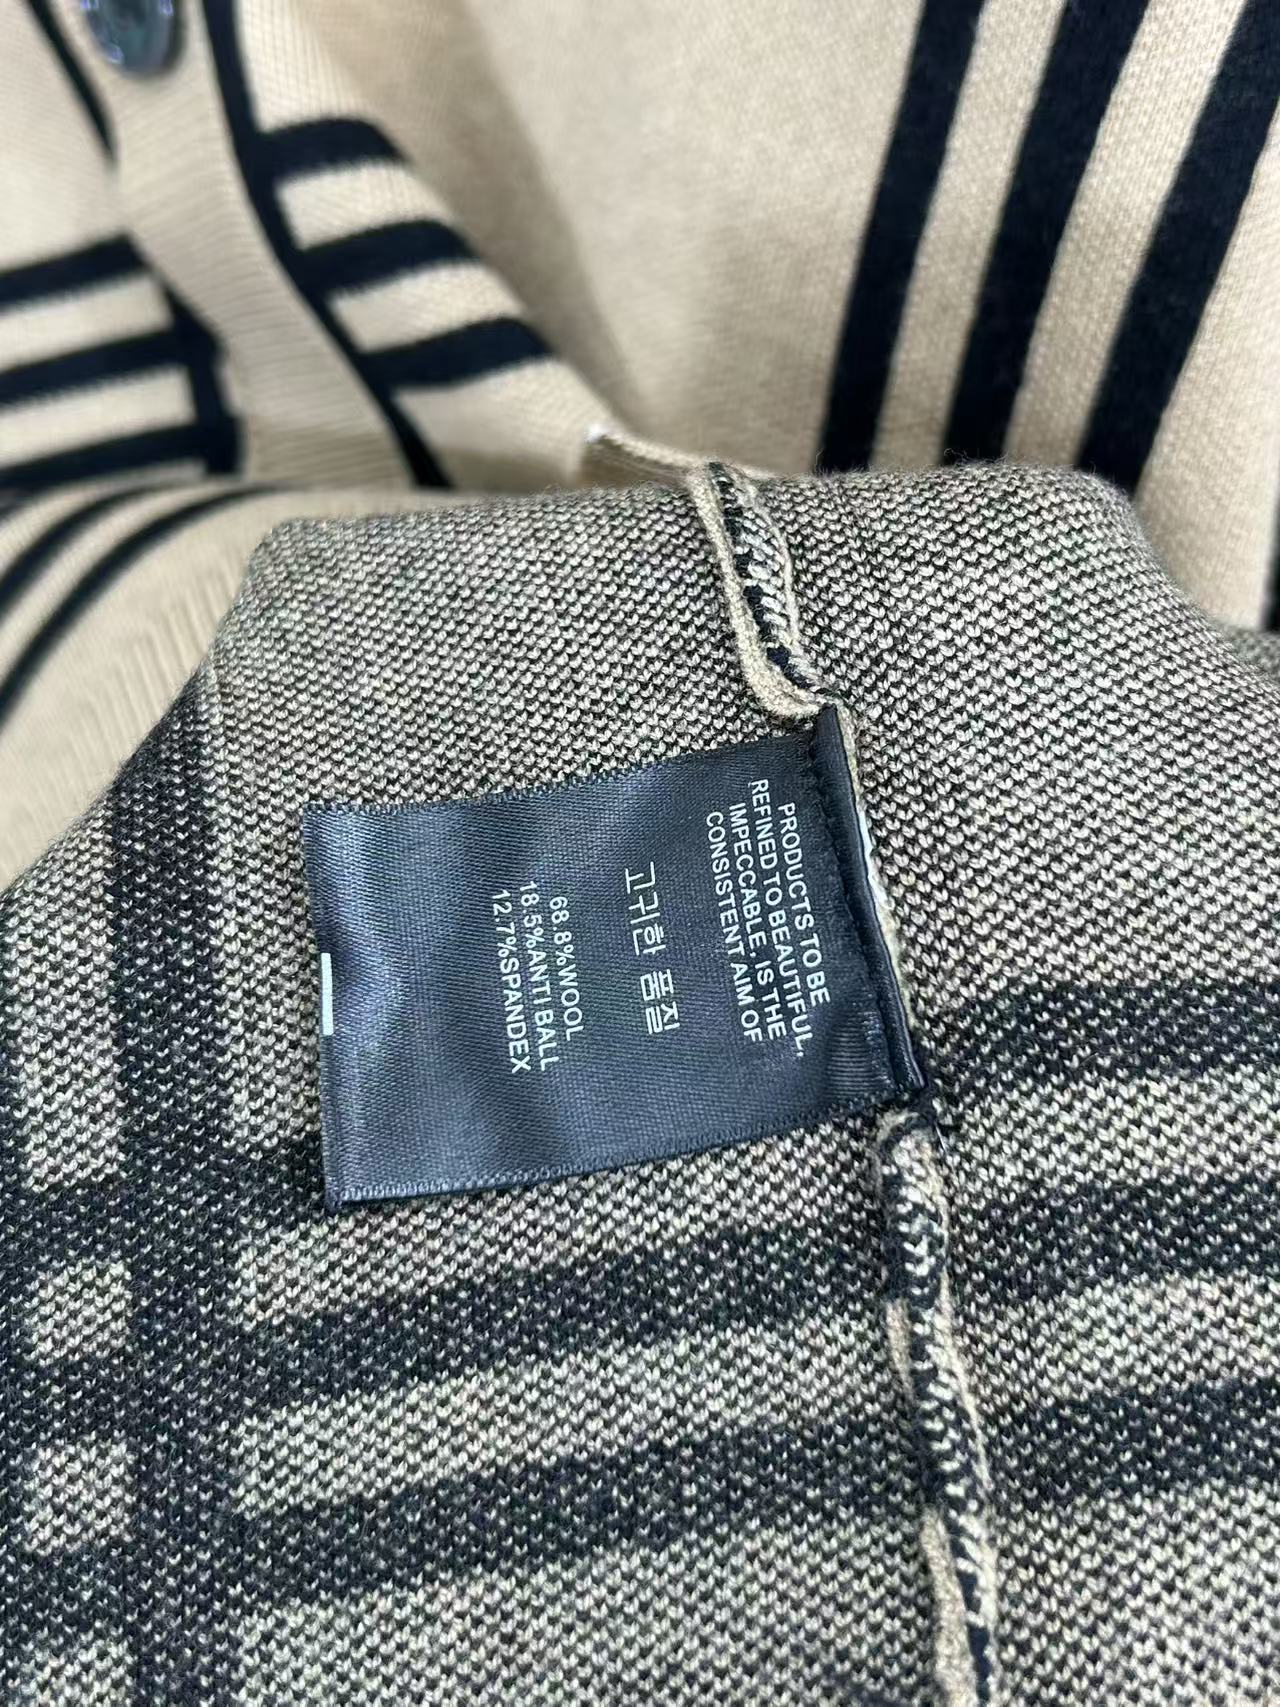 PRODUCTS TO BE
REFINED TO BEAUTIFUL,
IMPECCABLE, IS THE
CONSISTENT AIM OF
고귀한 품질
68.8%WOOL
18.5%ANTI BALL
12.7%SPANDEX